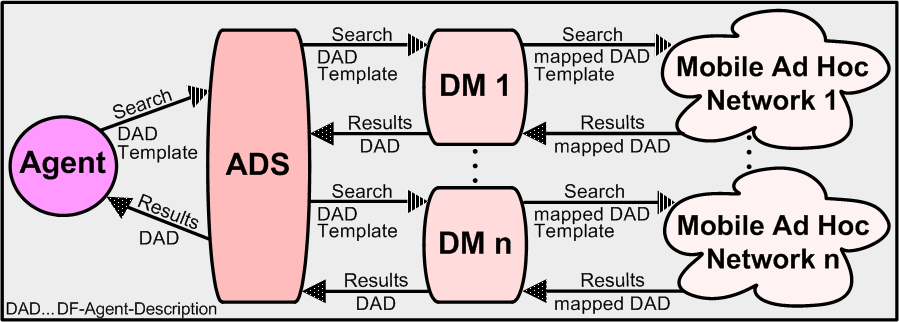 Agent
Search
DAD
Template
Results
DAD
ADS
Search
DAD
Template
Results
DAD
Search
DAD
Template
Results
DAD
DM 1
DM n
Search
mapped DAD
Template
Results
mapped DAD
Search
mapped DAD
Template
Results
mapped DAD
Mobile Ad Hoc
Network 1
Mobile Ad Hoc
Network n
DAD... DF-Agent-Description